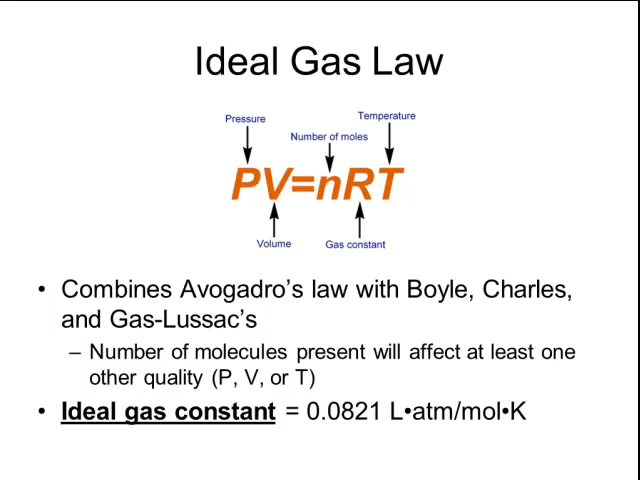 Ideal Gas Law
Pressure
Temperature
Number of moles
PV=nRT
Volume
Gas constant
• Combines Avogadro’s law with Boyle, Charles,
and Gas-Lussac’s
– Number of molecules present will affect at least one
other quality (P, V, or T)
• Ideal gas constant = 0.0821 L•atm/mol•K